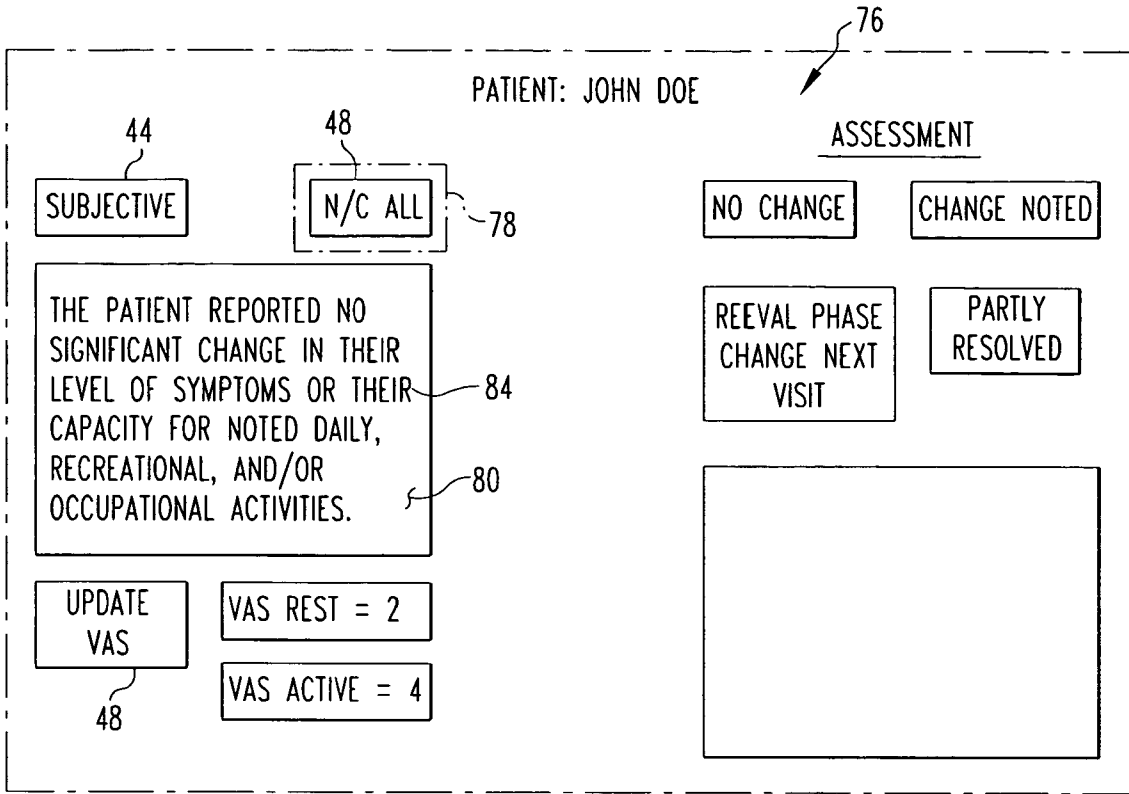 76
PATIENT: JOHN DOE
44
48
ASSESSMENT
SUBJECTIVE
N/C ALL
78
NO CHANGE
CHANGE NOTED
THE PATIENT REPORTED NO
SIGNIFICANT CHANGE IN THEIR
LEVEL OF SYMPTOMS OR THEIR
84
CAPACITY FOR NOTED DAILY,
RECREATIONAL, AND/OR
80
OCCUPATIONAL ACTIVITIES.
REEVAL PHASE
CHANGE NEXT
VISIT
PARTLY
RESOLVED
UPDATE
VAS
48
VAS REST = 2
VAS ACTIVE = 4